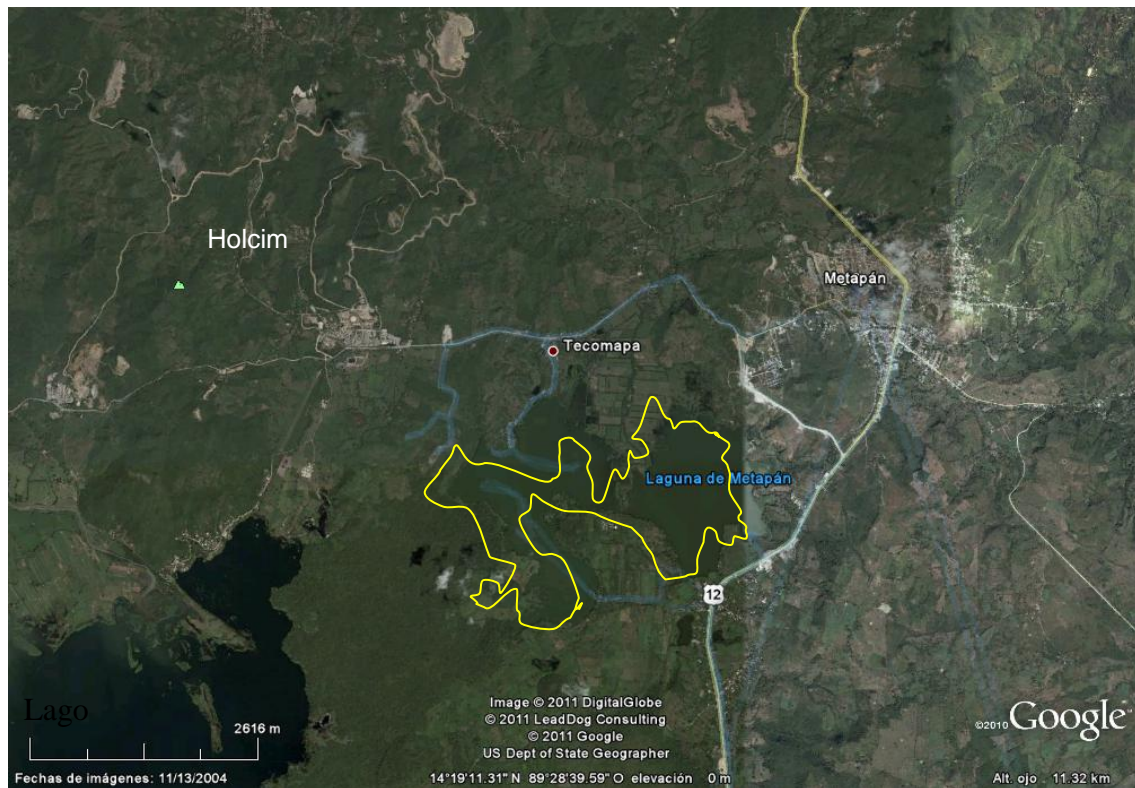 Holcim
Metapán
Tecomapa
Laguna de Metapán
12
Lago
2616 m
Image © 2011 DigitalGlobe
© 2011 LeadDog Consulting
© 2011 Google
US Dept of State Geographer
©2010 Google
Fechas de imágenes: 11/13/2004
14°19'11.31" N 89°28'39.59" O elevación 0 m
Alt. ojo 11.32 km